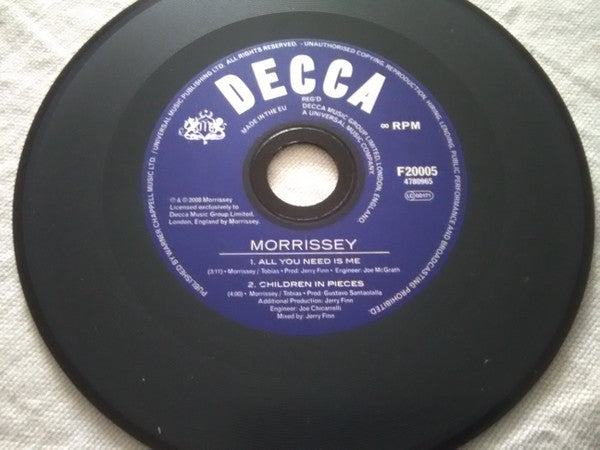 PUBLISHED BY WARNER CHAPPELL MUSIC LTD. / UNIVERSAL MUSIC PUBLISHING LTD. ALL RIGHTS RESERVED. · UNAUTHORISED COPYING, REPRODUCTION, HIRING, LENDING, PUBLIC PERFORMANCE AND BROADCASTING PROHIBITED.
DECCA
MADE IN THE EU
REG'D
DECCA MUSIC GROUP LIMITED, LONDON, ENGLAND.
A UNIVERSAL MUSIC COMPANY.
∞ RPM
F20005
4780965
LC 00171
℗ & © 2008 Morrissey
Licensed exclusively to
Decca Music Group Limited,
London, England by Morrissey.
MORRISSEY
1. ALL YOU NEED IS ME
(3:11) • Morrissey / Tobias • Prod: Jerry Finn • Engineer: Joe McGrath
2. CHILDREN IN PIECES
(4:00) • Morrissey / Tobias • Prod: Gustavo Santaolalla
Additional Production: Jerry Finn
Engineer: Joe Chicarrelli
Mixed by: Jerry Finn